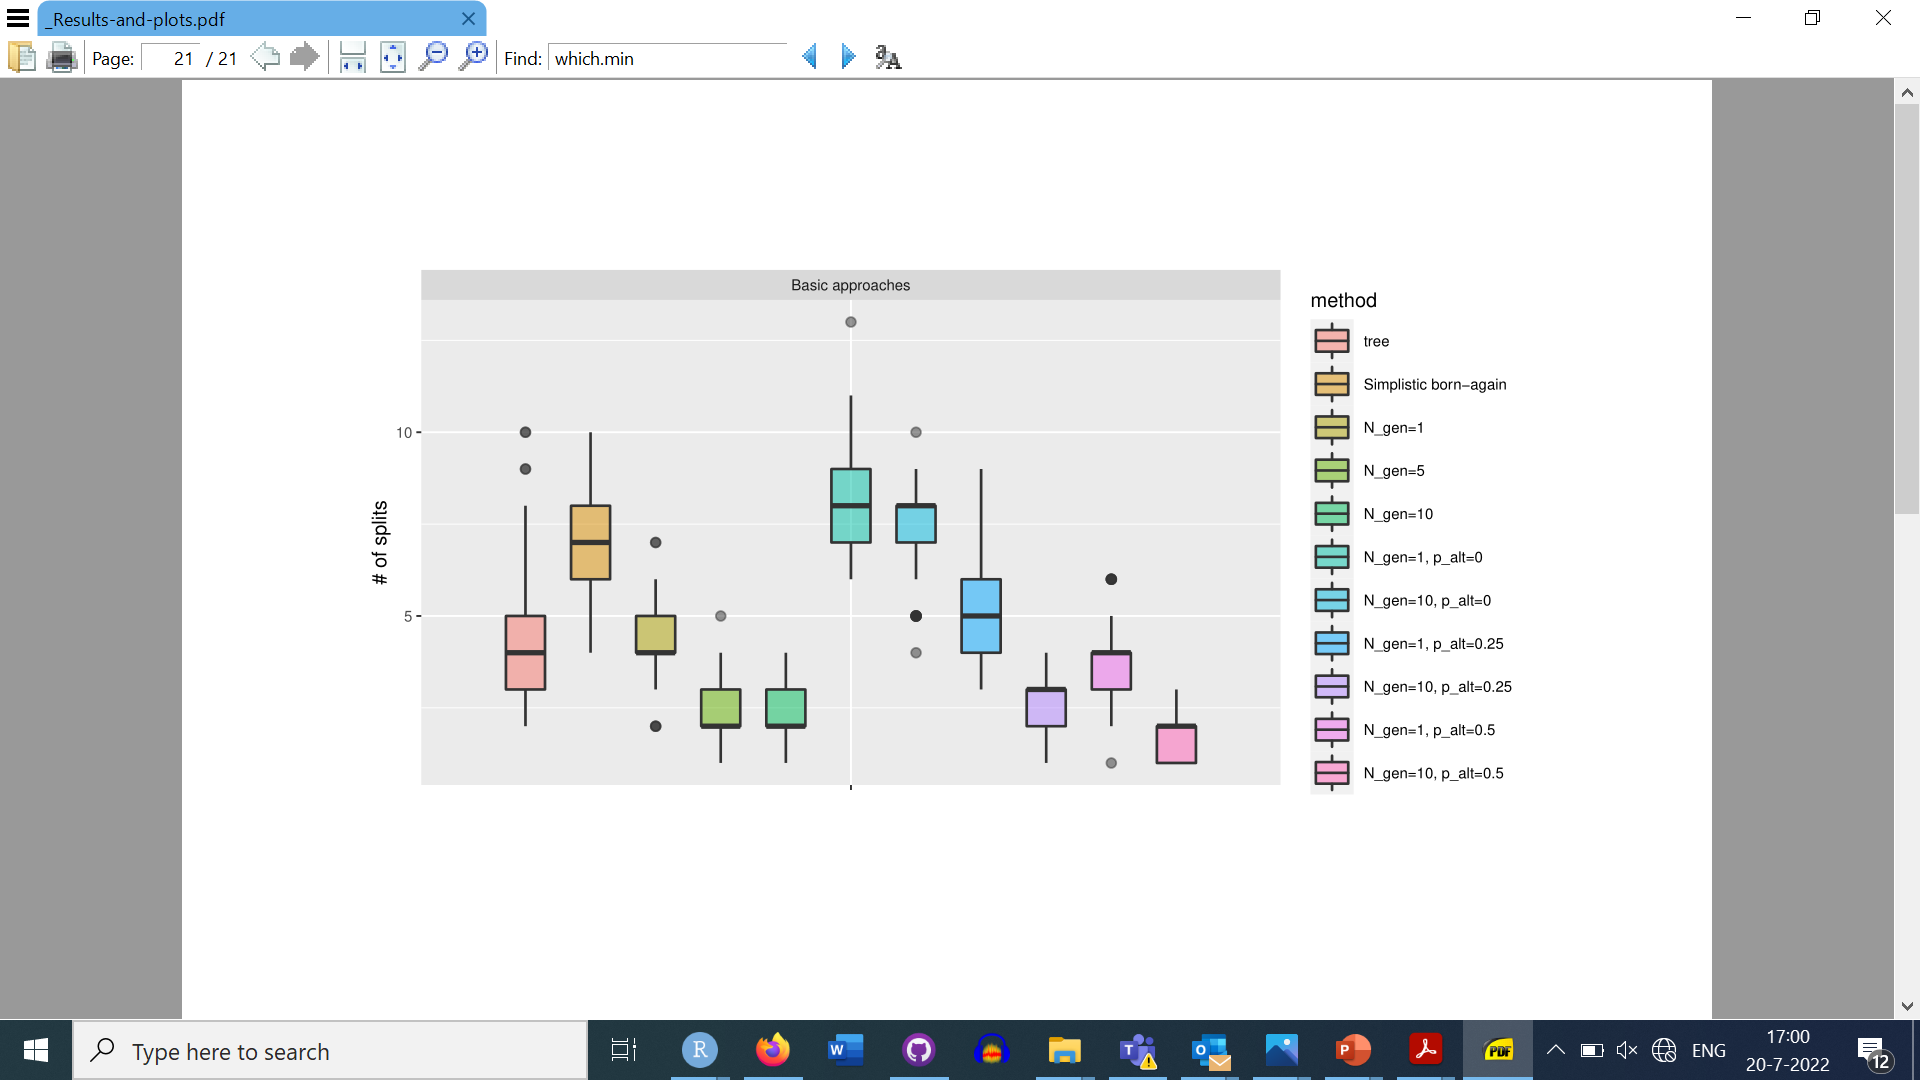 _Results-and-plots.pdf
Page: 21 / 21 Find: which.min
Basic approaches
# of splits
10
5
method
tree
Simplistic born−again
N_gen=1
N_gen=5
N_gen=10
N_gen=1, p_alt=0
N_gen=10, p_alt=0
N_gen=1, p_alt=0.25
N_gen=10, p_alt=0.25
N_gen=1, p_alt=0.5
N_gen=10, p_alt=0.5
Type here to search
R
W
T
O
P
PDF
ENG
17:00
20-7-2022
12